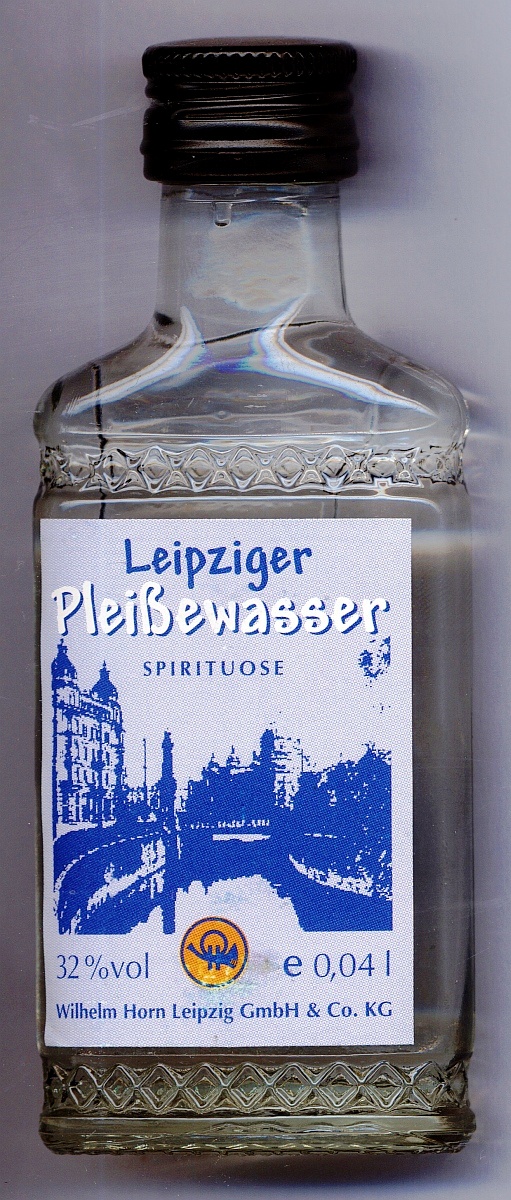 Leipziger
Pleißewasser
SPIRITUOSE
32%vol
e 0,04 l
Wilhelm Horn Leipzig GmbH & Co. KG